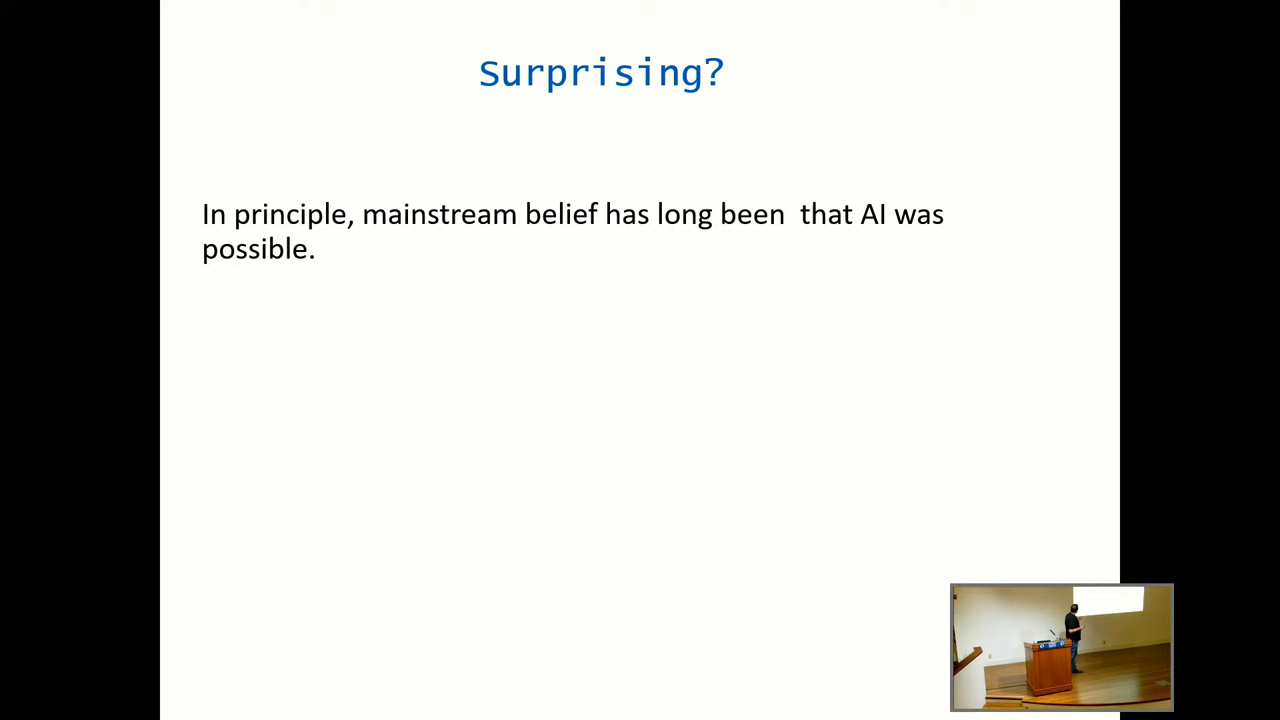 Surprising?
In principle, mainstream belief has long been  that AI was
possible.